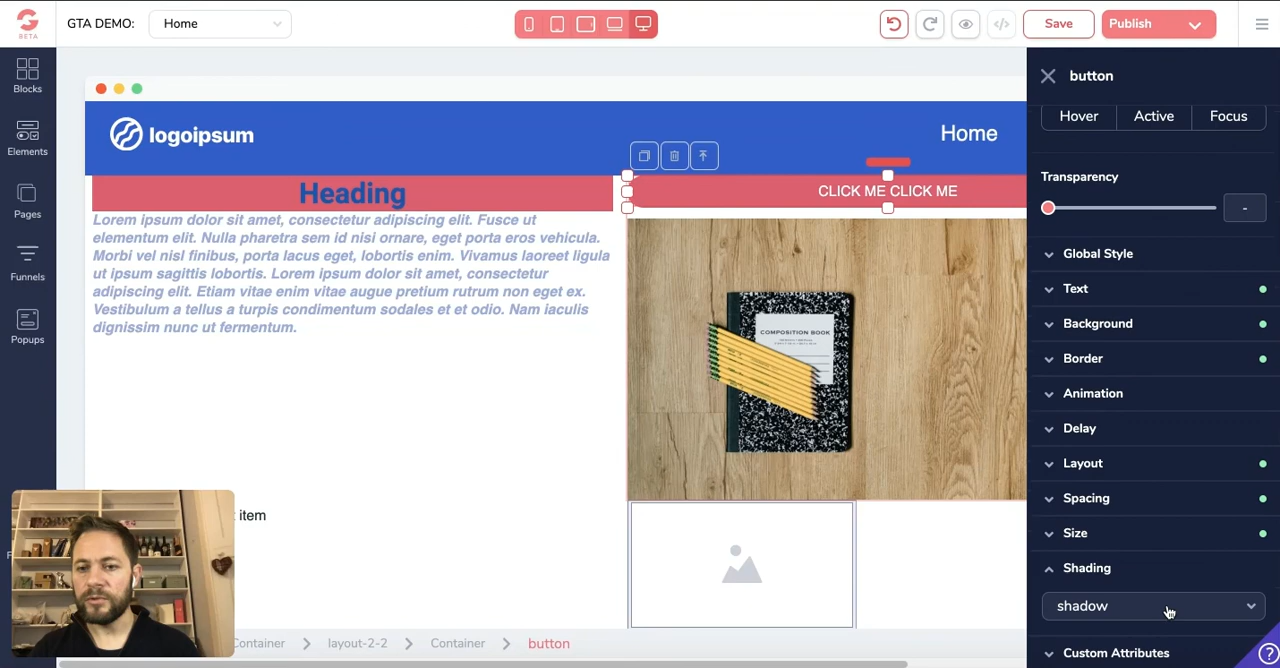 BETA
GTA DEMO:
Home
Save
Publish
Blocks
Elements
Pages
Funnels
Popups
logoipsum
Home
Heading
CLICK ME CLICK ME
Lorem ipsum dolor sit amet, consectetur adipiscing elit. Fusce ut
elementum elit. Nulla pharetra sem id nisi ornare, eget porta eros vehicula.
Morbi vel nisl finibus, porta lacus eget, lobortis enim. Vivamus laoreet ligula
ut ipsum sagittis lobortis. Lorem ipsum dolor sit amet, consectetur
adipiscing elit. Etiam vitae enim vitae augue pretium rutrum non eget ex.
Vestibulum a tellus a turpis condimentum sodales et et odio. Nam iaculis
dignissim nunc ut fermentum.
COMPOSITION BOOK
item
Container
layout-2-2
Container
button
button
Hover
Active
Focus
Transparency
-
Global Style
Text
Background
Border
Animation
Delay
Layout
Spacing
Size
Shading
shadow
Custom Attributes
?